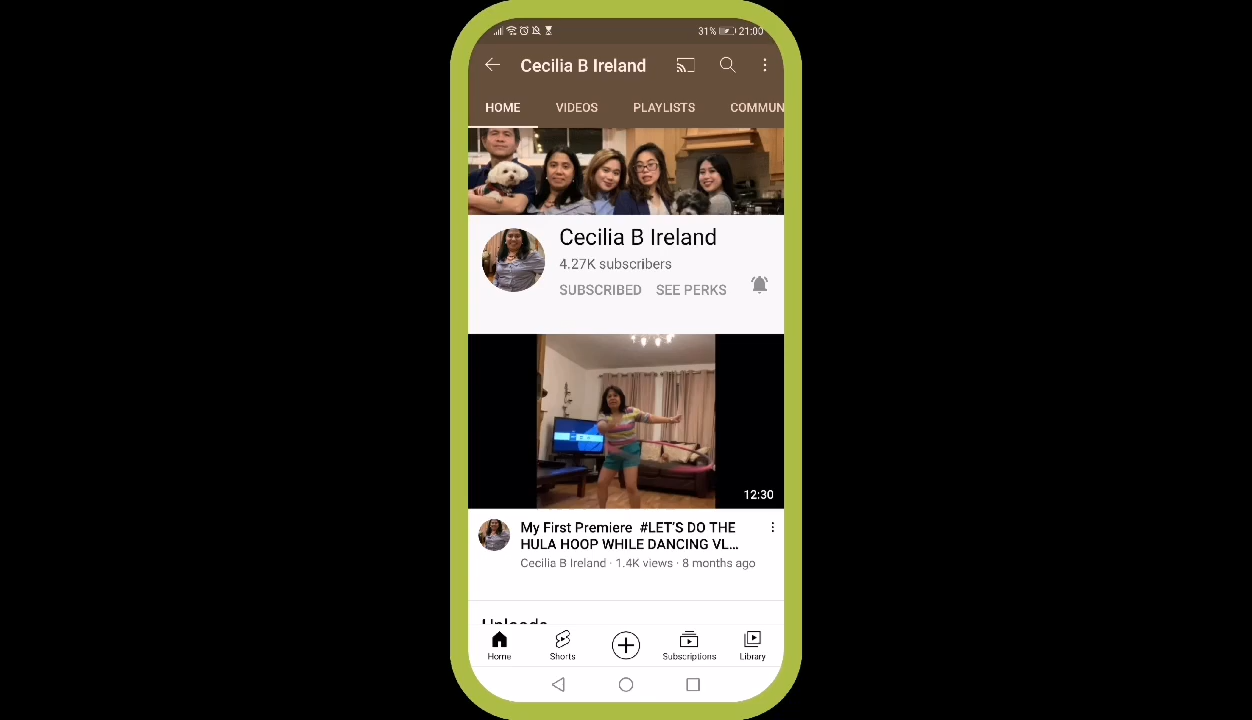 31% 21:00
Cecilia B Ireland
HOME VIDEOS PLAYLISTS COMMUN
Cecilia B Ireland
4.27K subscribers
SUBSCRIBED SEE PERKS
12:30
My First Premiere #LET'S DO THE
HULA HOOP WHILE DANCING VL...
Cecilia B Ireland · 1.4K views · 8 months ago
Uploads
Home Shorts Subscriptions Library